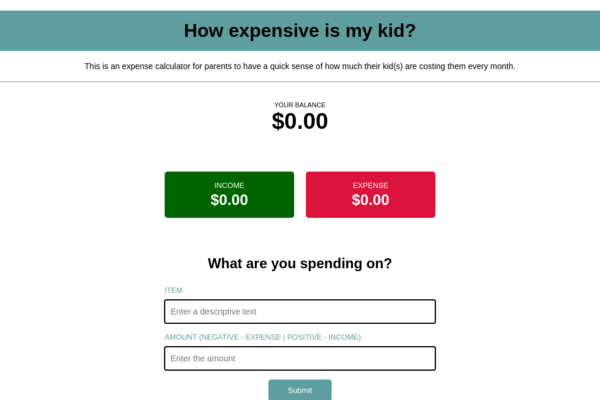 How expensive is my kid?
This is an expense calculator for parents to have a quick sense of how much their kid(s) are costing them every month.
YOUR BALANCE
$0.00
INCOME
$0.00
EXPENSE
$0.00
What are you spending on?
ITEM
Enter a descriptive text
AMOUNT (NEGATIVE - EXPENSE | POSITIVE - INCOME)
Enter the amount
Submit